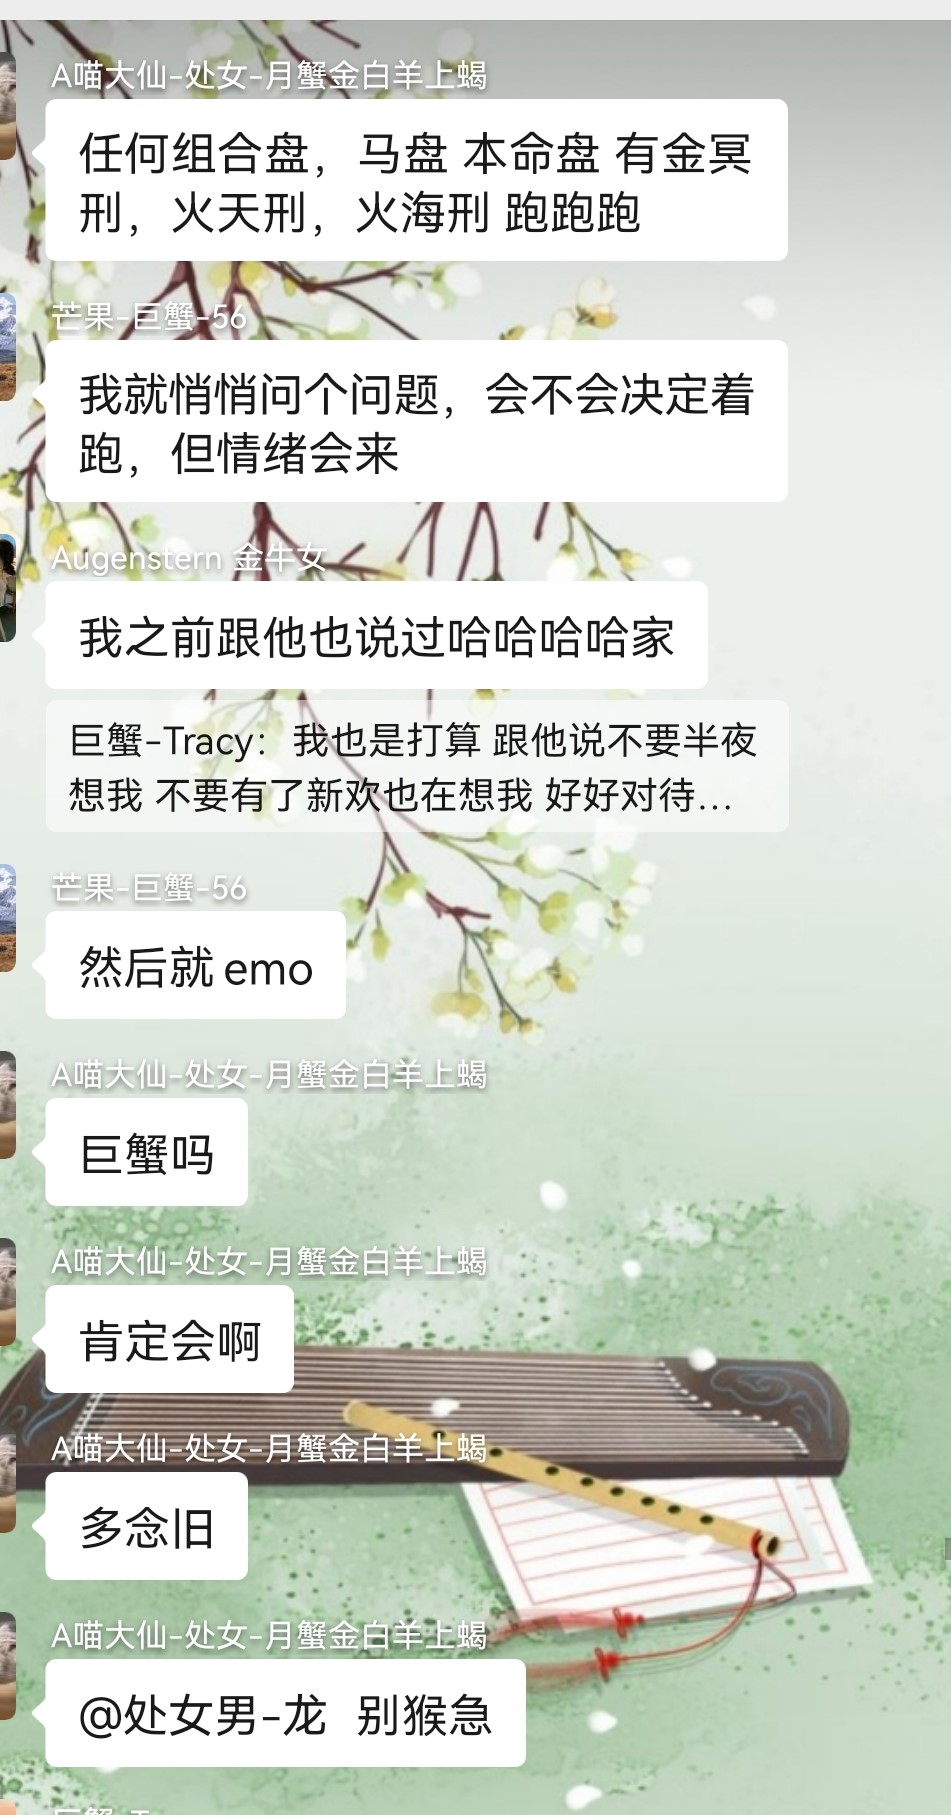 A喵大仙-处女-月蟹金白羊上蝎
任何组合盘，马盘 本命盘 有金冥
刑，火天刑，火海刑 跑跑跑
芒果-巨蟹-56
我就悄悄问个问题，会不会决定着
跑，但情绪会来
Augenstern 金牛女
我之前跟他也说过哈哈哈哈家
巨蟹-Tracy：我也是打算 跟他说不要半夜
想我 不要有了新欢也在想我 好好对待...
芒果-巨蟹-56
然后就 emo
A喵大仙-处女-月蟹金白羊上蝎
巨蟹吗
A喵大仙-处女-月蟹金白羊上蝎
肯定会啊
A喵大仙-处女-月蟹金白羊上蝎
多念旧
A喵大仙-处女-月蟹金白羊上蝎
@处女男-龙 别猴急